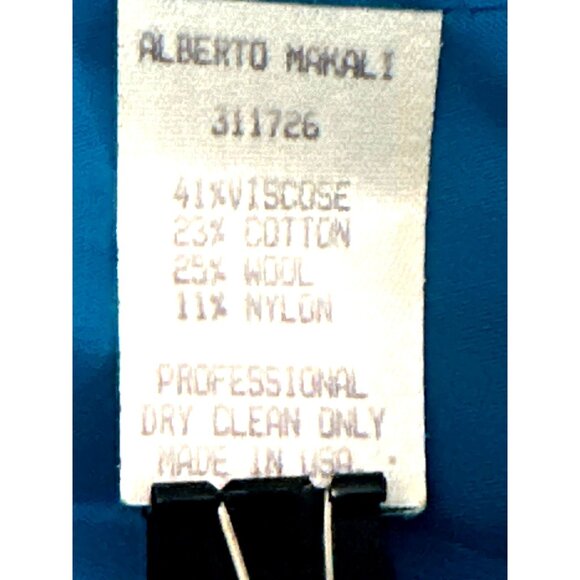 ALBERTO MAKALI
311726
41%VISCOSE
23% COTTON
25% WOOL
11% NYLON
PROFESSIONAL
DRY CLEAN ONLY
MADE IN USA